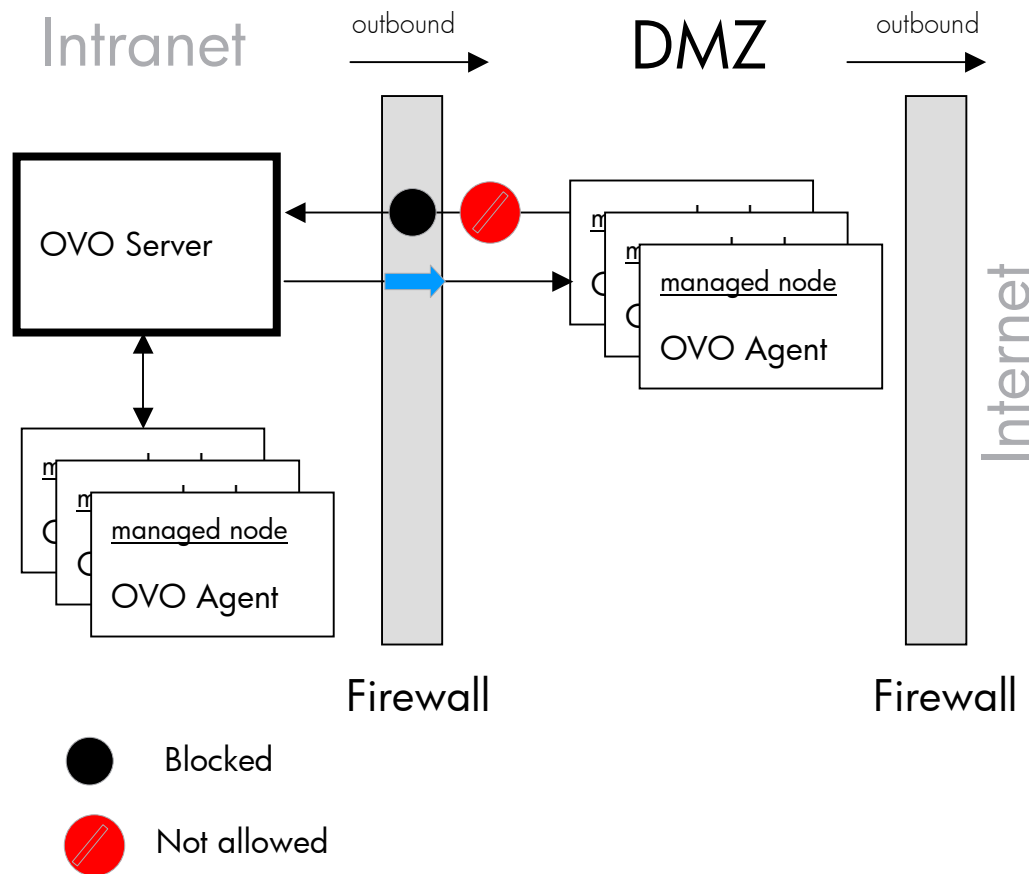 Intranet
outbound
DMZ
outbound
OVO Server
m
m
managed node
O
O
OVO Agent
Internet
m
m
managed node
O
O
OVO Agent
Firewall
Firewall
Blocked
Not allowed